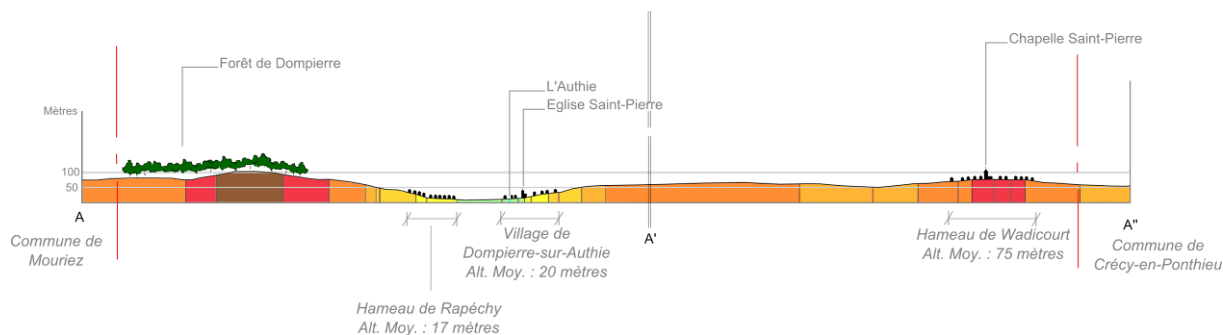 Chapelle Saint-Pierre
Forêt de Dompierre
L'Authie
Eglise Saint-Pierre
Mètres
100
50
A
A'
A"
Commune de
Mouriez
Village de
Dompierre-sur-Authie
Alt. Moy. : 20 mètres
Hameau de Wadicourt
Alt. Moy. : 75 mètres
Commune de
Crécy-en-Ponthieu
Hameau de Rapéchy
Alt. Moy. : 17 mètres